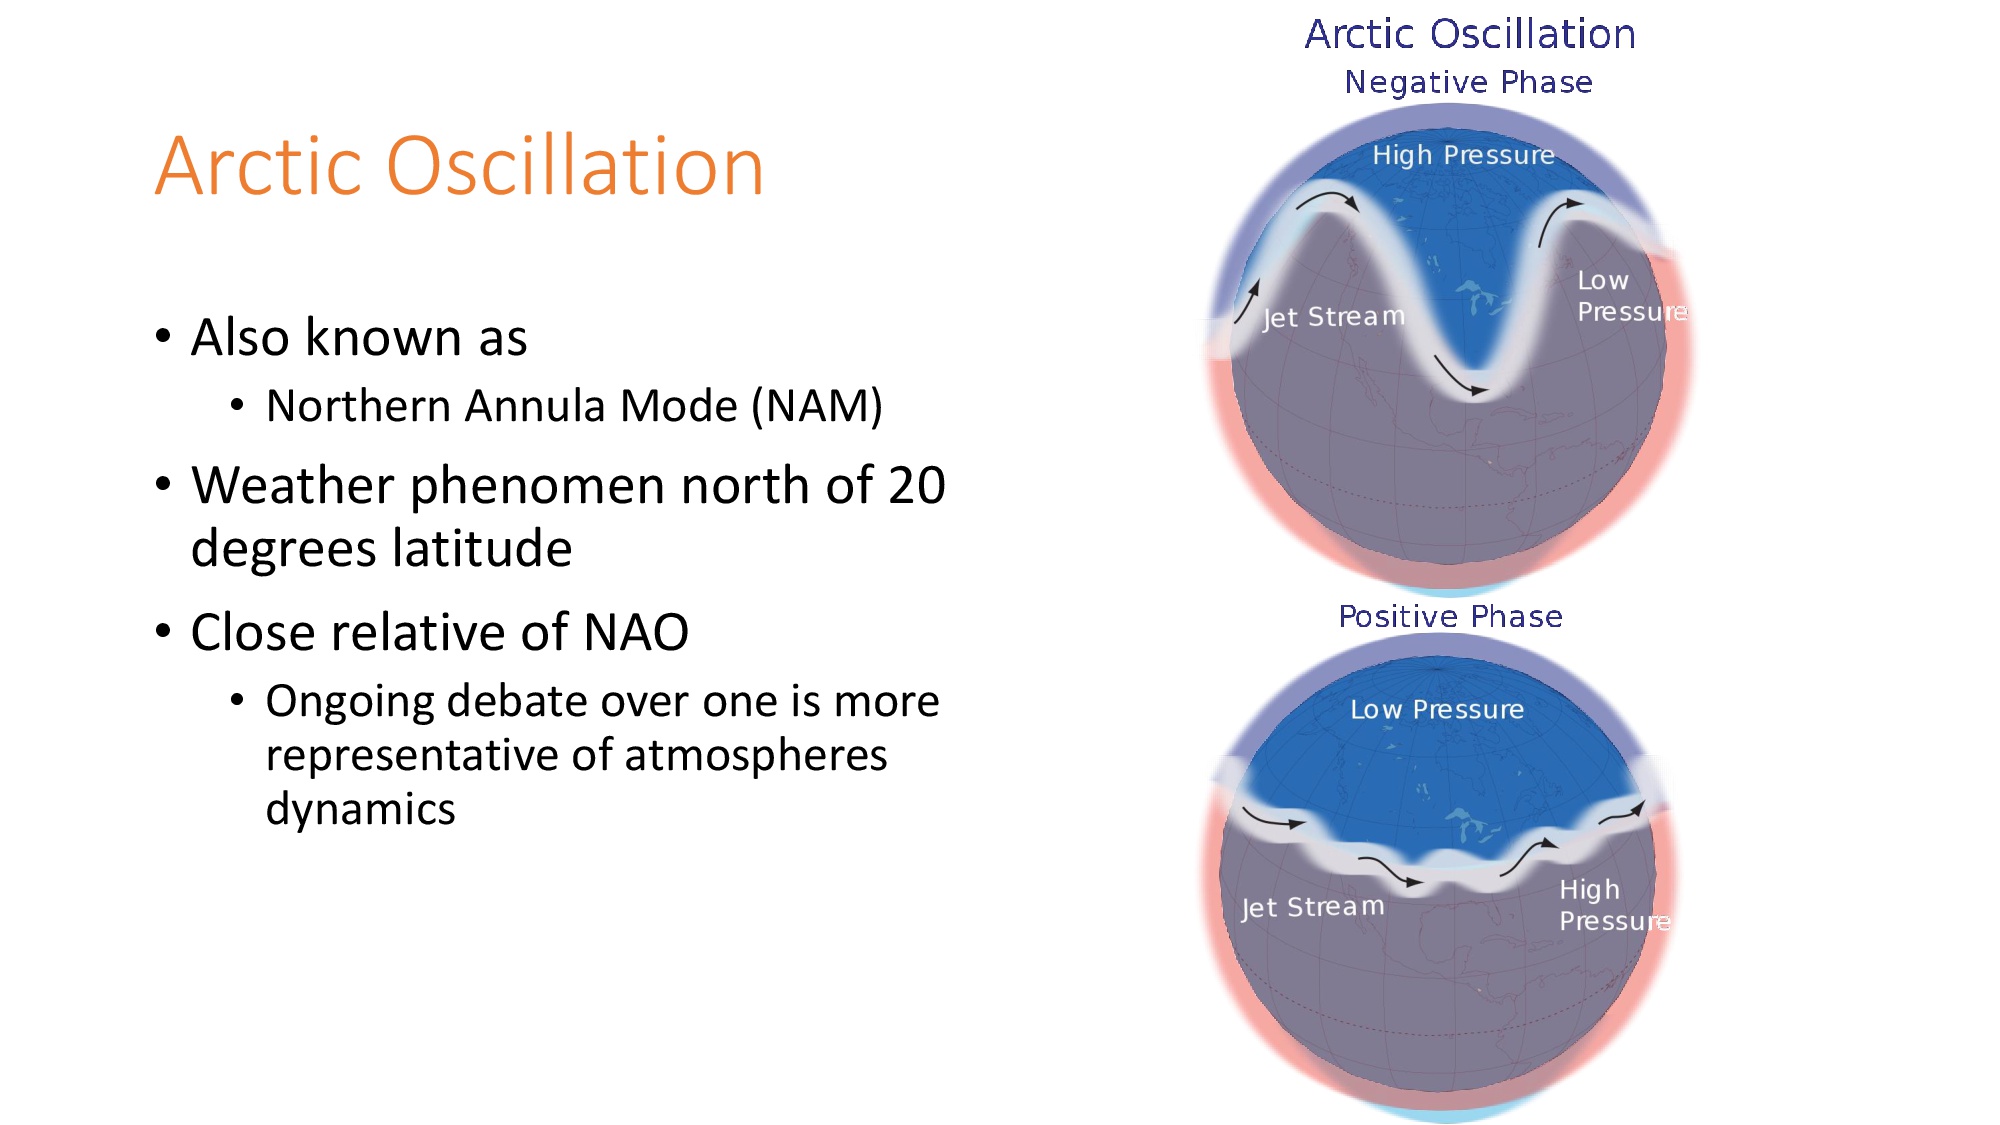 Arctic Oscillation
• Also known as
• Northern Annula Mode (NAM)
• Weather phenomen north of 20
degrees latitude
• Close relative of NAO
• Ongoing debate over one is more
representative of atmospheres
dynamics
Arctic Oscillation
Negative Phase
High Pressure
Low
Pressure
Jet Stream
Positive Phase
Low Pressure
Jet Stream
High
Pressure